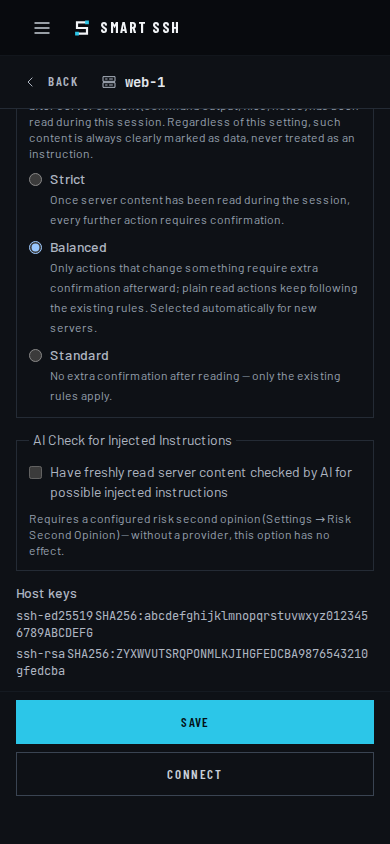 SMART SSH
BACK
web-1
read during this session. Regardless of this setting, such
content is always clearly marked as data, never treated as an
instruction.
Strict
Once server content has been read during the session,
every further action requires confirmation.
Balanced
Only actions that change something require extra
confirmation afterward; plain read actions keep following
the existing rules. Selected automatically for new
servers.
Standard
No extra confirmation after reading — only the existing
rules apply.
AI Check for Injected Instructions
Have freshly read server content checked by AI for
possible injected instructions
Requires a configured risk second opinion (Settings → Risk
Second Opinion) — without a provider, this option has no
effect.
Host keys
ssh-ed25519 SHA256:abcdefghijklmnopqrstuvwxyz012345
6789ABCDEFG
ssh-rsa SHA256:ZYXWVUTSRQPONMLKJIHGFEDCBA9876543210
gfedcba
SAVE
CONNECT